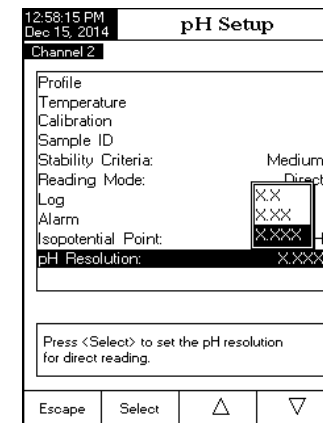 12:58:15 PM
Dec 15, 2014
pH Setup
Channel 2
Profile
Temperature
Calibration
Sample ID
Stability Criteria: Medium
Reading Mode: Direct
Log
X.X
Alarm
X.XX
Isopotential Point:
X.XXX
pH Resolution: X.XXX
Press <Select> to set the pH resolution
for direct reading.
Escape Select